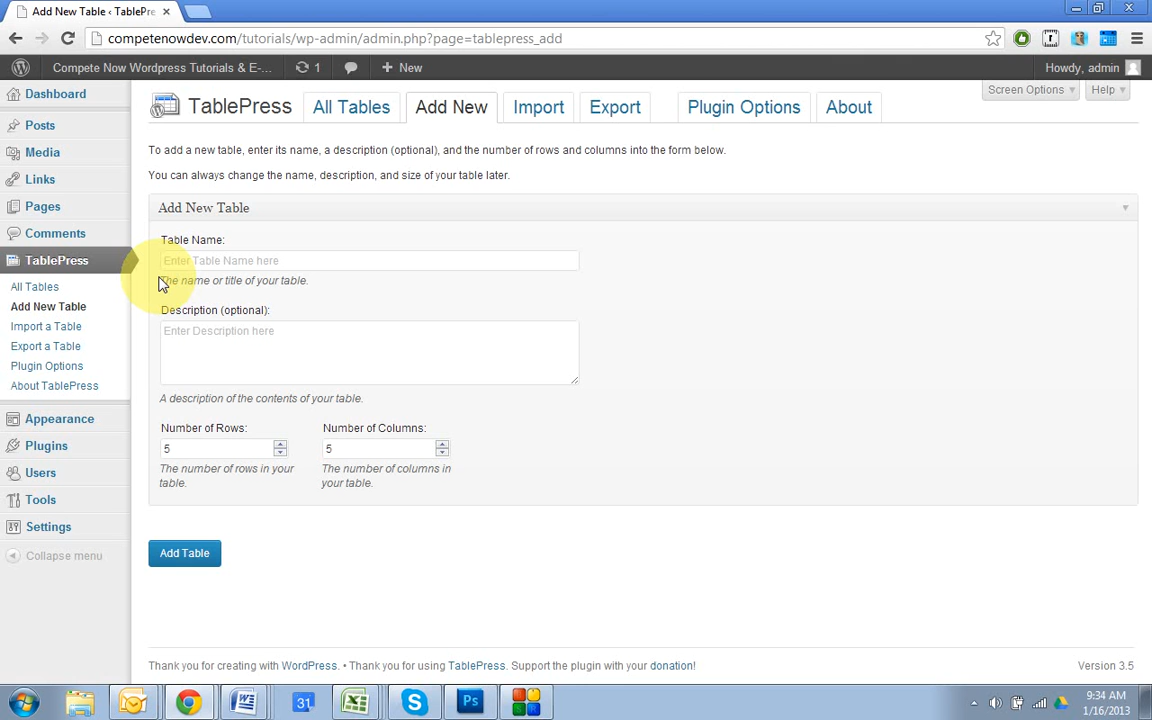 Add New Table ‹ TablePre
competenowdev.com/tutorials/wp-admin/admin.php?page=tablepress_add
Compete Now Wordpress Tutorials & E-...
1
New
Howdy, admin
Dashboard
Posts
Media
Links
Pages
Comments
TablePress
All Tables
Add New Table
Import a Table
Export a Table
Plugin Options
About TablePress
Appearance
Plugins
Users
Tools
Settings
Collapse menu
Screen Options
Help
TablePress
All Tables
Add New
Import
Export
Plugin Options
About
To add a new table, enter its name, a description (optional), and the number of rows and columns into the form below.
You can always change the name, description, and size of your table later.
Add New Table
Table Name:
Enter Table Name here
The name or title of your table.
Description (optional):
Enter Description here
A description of the contents of your table.
Number of Rows:
Number of Columns:
5
5
The number of rows in your
table.
The number of columns in
your table.
Add Table
Thank you for creating with WordPress. • Thank you for using TablePress. Support the plugin with your donation!
Version 3.5
31
Ps
9:34 AM
1/16/2013